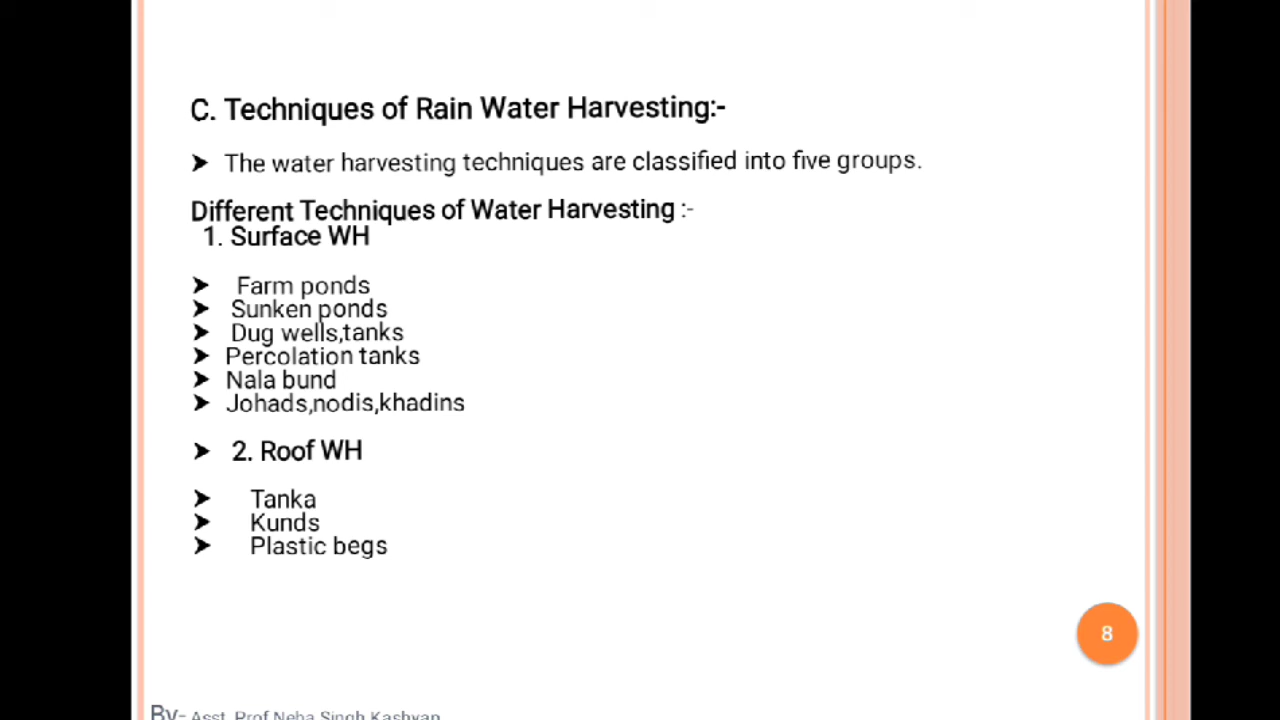 C. Techniques of Rain Water Harvesting:-
➤ The water harvesting techniques are classified into five groups.
Different Techniques of Water Harvesting :-
1. Surface WH
➤ Farm ponds
➤ Sunken ponds
➤ Dug wells,tanks
➤ Percolation tanks
➤ Nala bund
➤ Johads,nodis,khadins
➤ 2. Roof WH
➤ Tanka
➤ Kunds
➤ Plastic begs
8
By- Asst. Prof Neha Singh Kashyap